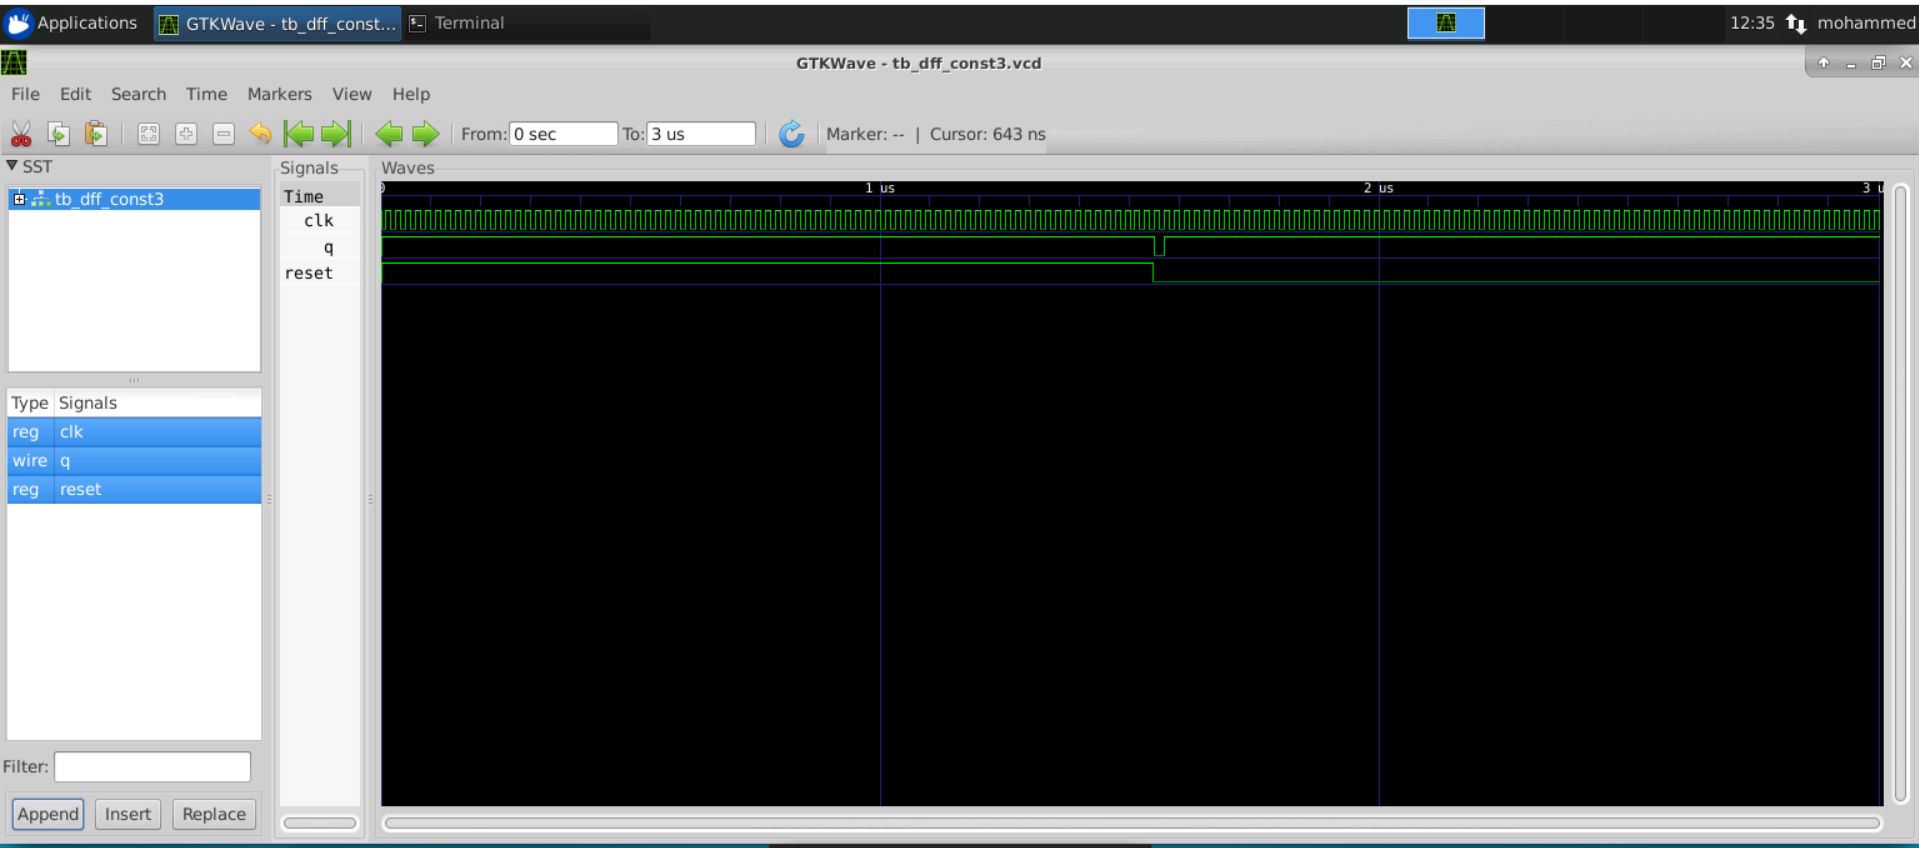 Applications GTKWave - tb_dff_const... Terminal 12:35 mohammed
GTKWave - tb_dff_const3.vcd
File Edit Search Time Markers View Help
From: 0 sec To: 3 us Marker: -- | Cursor: 643 ns
SST
tb_dff_const3
Type Signals
reg clk
wire q
reg reset
Filter:
Append Insert Replace
Signals
Time
clk
q
reset
Waves
0 1 us 2 us 3 u